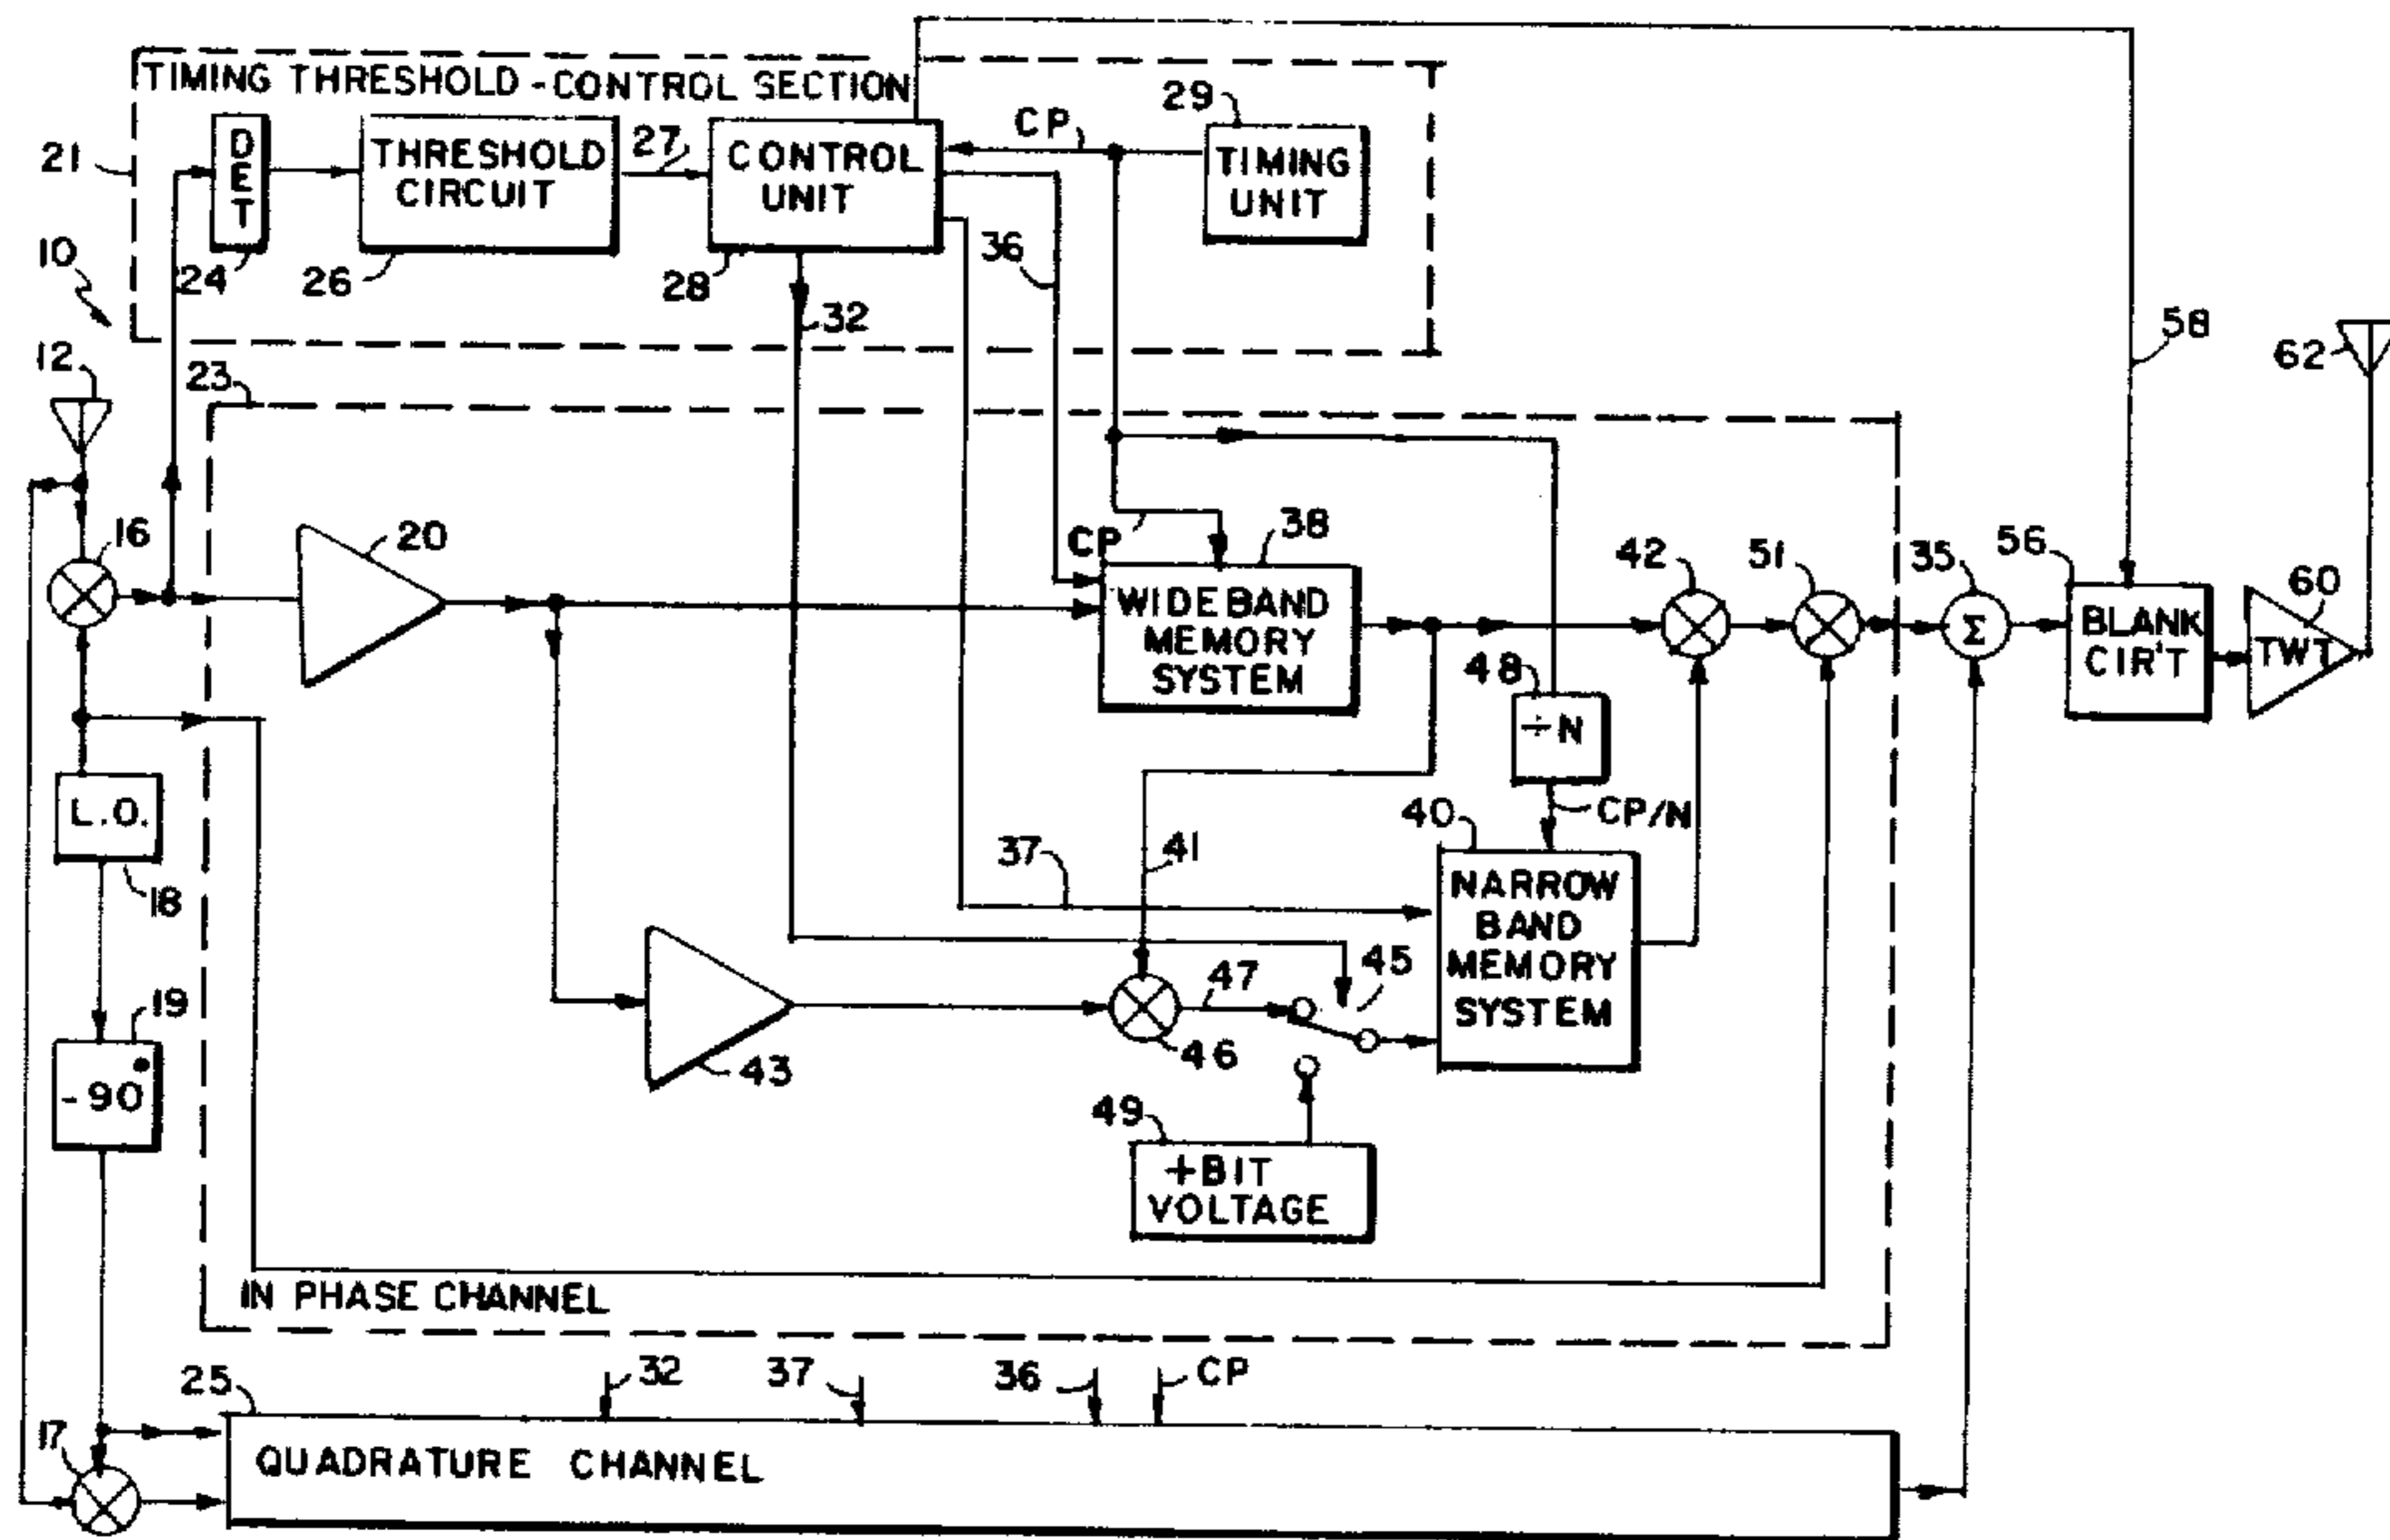 TIMING THRESHOLD - CONTROL SECTION
21
DET
24
THRESHOLD
CIRCUIT
26
27
CONTROL
UNIT
28
CP
29
TIMING
UNIT
36
32
58
62
10
12
23
16
20
CP
38
WIDEBAND
MEMORY
SYSTEM
42
51
35
Σ
56
BLANK
CIR'T
60
TWT
48
÷N
CP/N
L.O.
18
41
37
40
NARROW
BAND
MEMORY
SYSTEM
19
-90°
43
46
47
45
49
+BIT
VOLTAGE
IN PHASE CHANNEL
25
32
37
36
CP
17
QUADRATURE CHANNEL